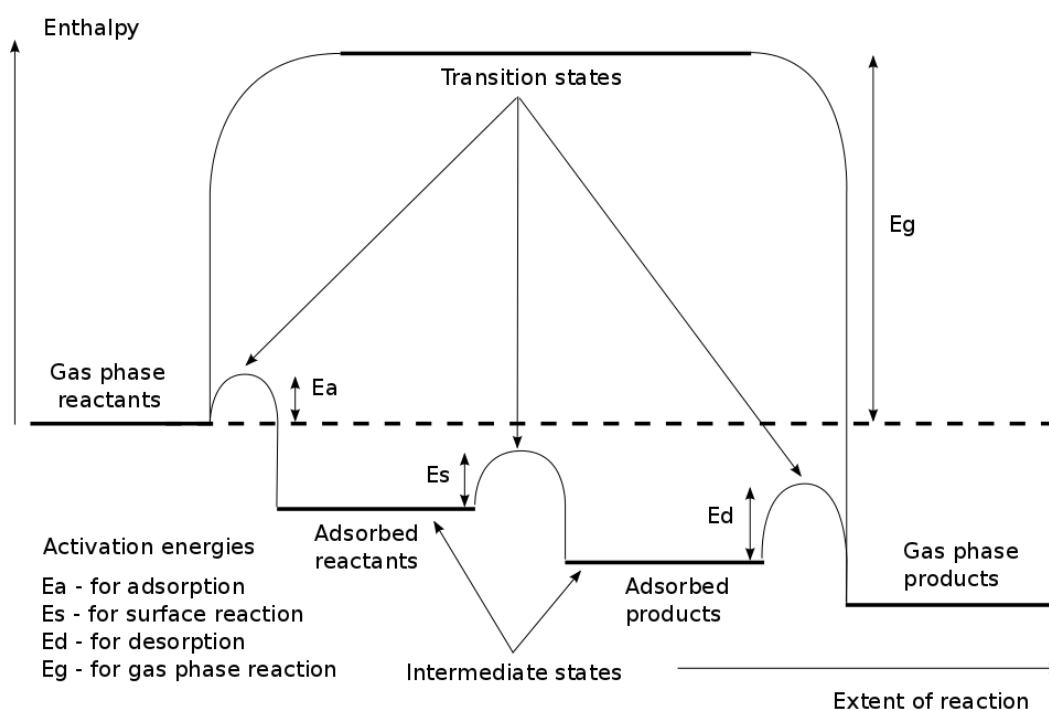 Enthalpy
Transition states
Eg
Gas phase
reactants
Ea
Es
Ed
Adsorbed
reactants
Adsorbed
products
Gas phase
products
Activation energies
Ea - for adsorption
Es - for surface reaction
Ed - for desorption
Eg - for gas phase reaction
Intermediate states
Extent of reaction